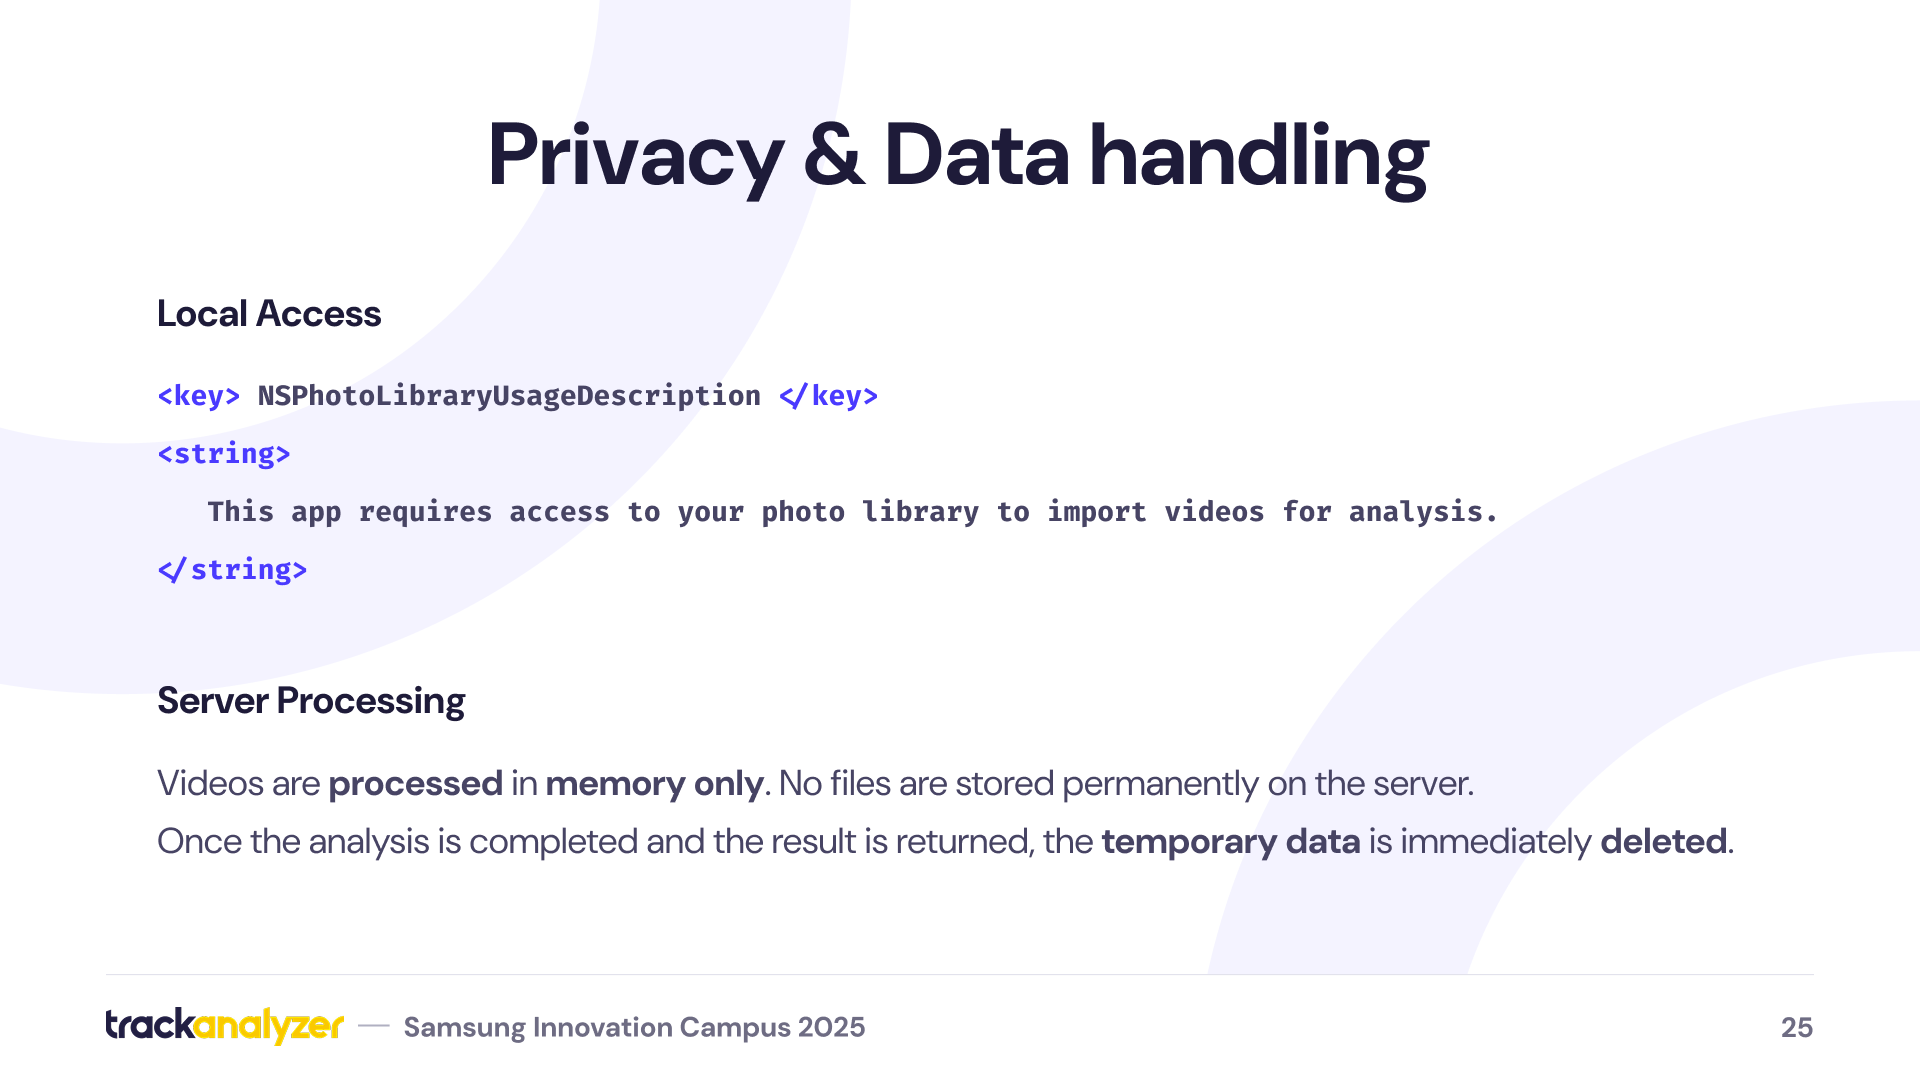 Privacy & Data handling
Local Access
<key> NSPhotoLibraryUsageDescription </key>
<string>
This app requires access to your photo library to import videos for analysis.
</string>
Server Processing
Videos are processed in memory only. No files are stored permanently on the server.
Once the analysis is completed and the result is returned, the temporary data is immediately deleted.
trackanalyzer — Samsung Innovation Campus 2025
25